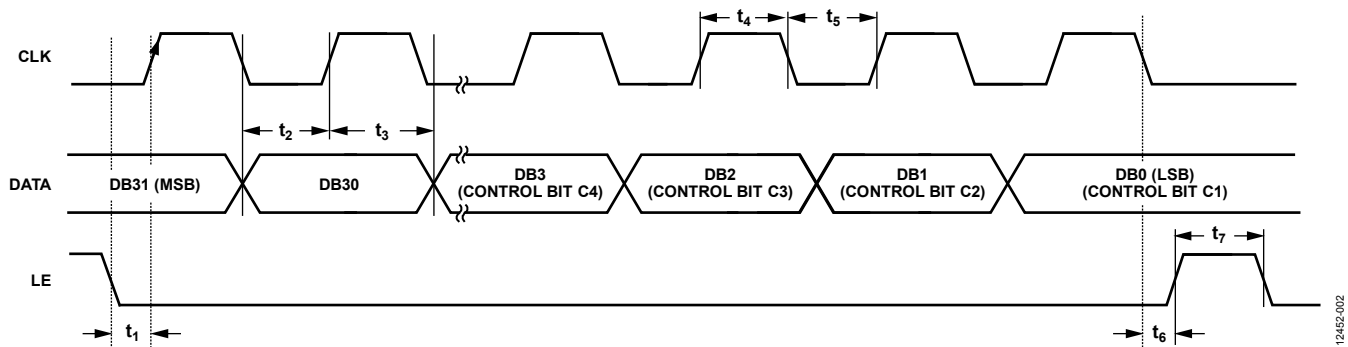 t4
t5
CLK
t2
t3
DB3
DB2
DB1
DB0 (LSB)
DATA
DB31 (MSB)
DB30
(CONTROL BIT C4)
(CONTROL BIT C3)
(CONTROL BIT C2)
(CONTROL BIT C1)
t7
LE
t1
t6
12452-002